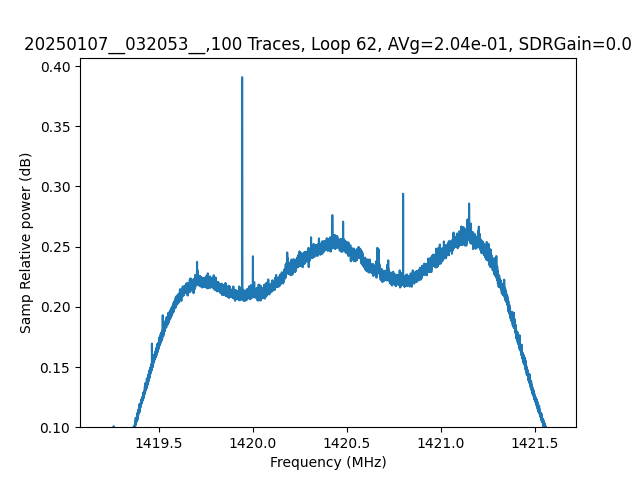 20250107__032053__,100 Traces, Loop 62, AVg=2.04e-01, SDRGain=0.0
Samp Relative power (dB)
0.40
0.35
0.30
0.25
0.20
0.15
0.10
1419.5 1420.0 1420.5 1421.0 1421.5
Frequency (MHz)